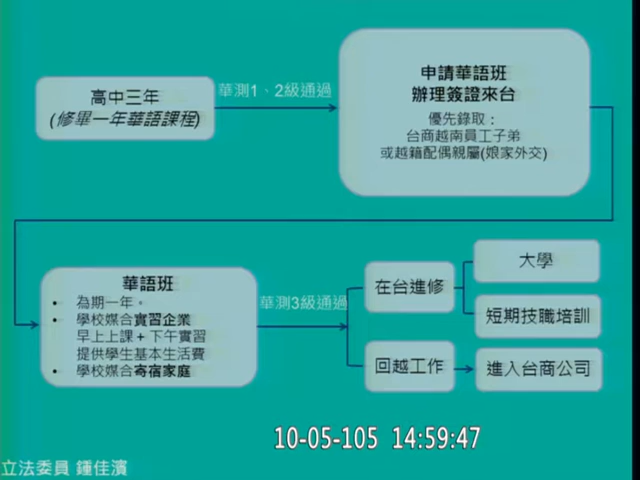 高中三年
(修畢一年華語課程)
華測1、2級通過
申請華語班
辦理簽證來台
優先錄取：
台商越南員工子弟
或越籍配偶親屬(娘家外交)
華語班
• 為期一年。
• 學校媒合實習企業
早上上課+下午實習
提供學生基本生活費
• 學校媒合寄宿家庭
華測3級通過
在台進修
大學
短期技職培訓
回越工作
進入台商公司
10-05-105 14:59:47
立法委員 鍾佳濱